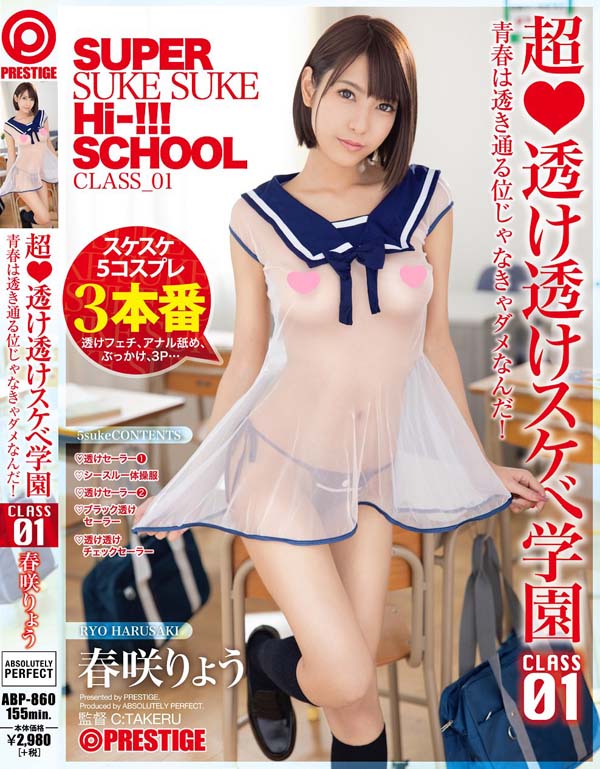 PRESTIGE
超♥透け透けスケベ学園
青春は透き通る位じゃなきゃダメなんだ!
CLASS
01
春咲りょう
ABSOLUTELY
PERFECT
ABP-860
155min.
本体価格
¥2,980
[+税]
SUPER
SUKE SUKE
Hi-!!!
SCHOOL
CLASS_01
スケスケ
5コスプレ
3本番
透けフェチ、アナル舐め、
ぶっかけ、3P…
5sukeCONTENTS
♡透けセーラー❶
♡シースルー体操服
♡透けセーラー❷
♡ブラック透け
セーラー
♡透け透け
チェックセーラー
RYO HARUSAKI
春咲りょう
Presented by PRESTIGE.
Produced by ABSOLUTELY PERFECT.
監督 C:TAKERU
PRESTIGE
超♥透け透けスケベ学園
青春は透き通る位じゃなきゃダメなんだ!
CLASS
01